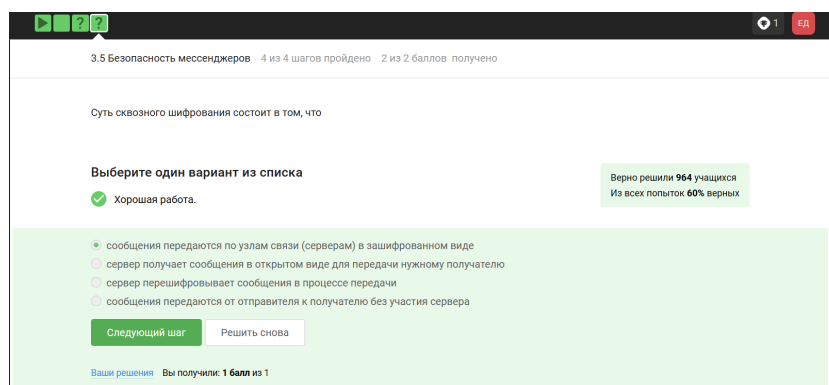 ? ?
1 ЕД
3.5 Безопасность мессенджеров 4 из 4 шагов пройдено 2 из 2 баллов получено
Суть сквозного шифрования состоит в том, что
Выберите один вариант из списка
Верно решили 964 учащихся
Из всех попыток 60% верных
Хорошая работа.
сообщения передаются по узлам связи (серверам) в зашифрованном виде
сервер получает сообщения в открытом виде для передачи нужному получателю
сервер перешифровывает сообщения в процессе передачи
сообщения передаются от отправителя к получателю без участия сервера
Следующий шаг Решить снова
Ваши решения Вы получили: 1 балл из 1